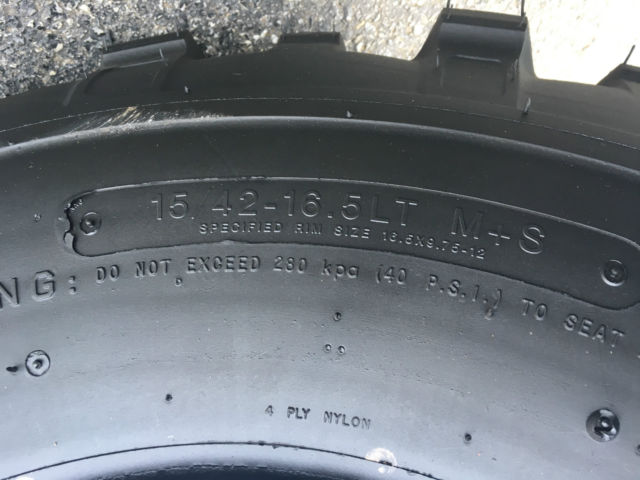 15/42-16.5LT M+S
SPECIFIED RIM SIZE 16.5X9.75-12
NG: DO NOT EXCEED 280 kpa (40 P.S.I.) TO SEAT
4 PLY NYLON